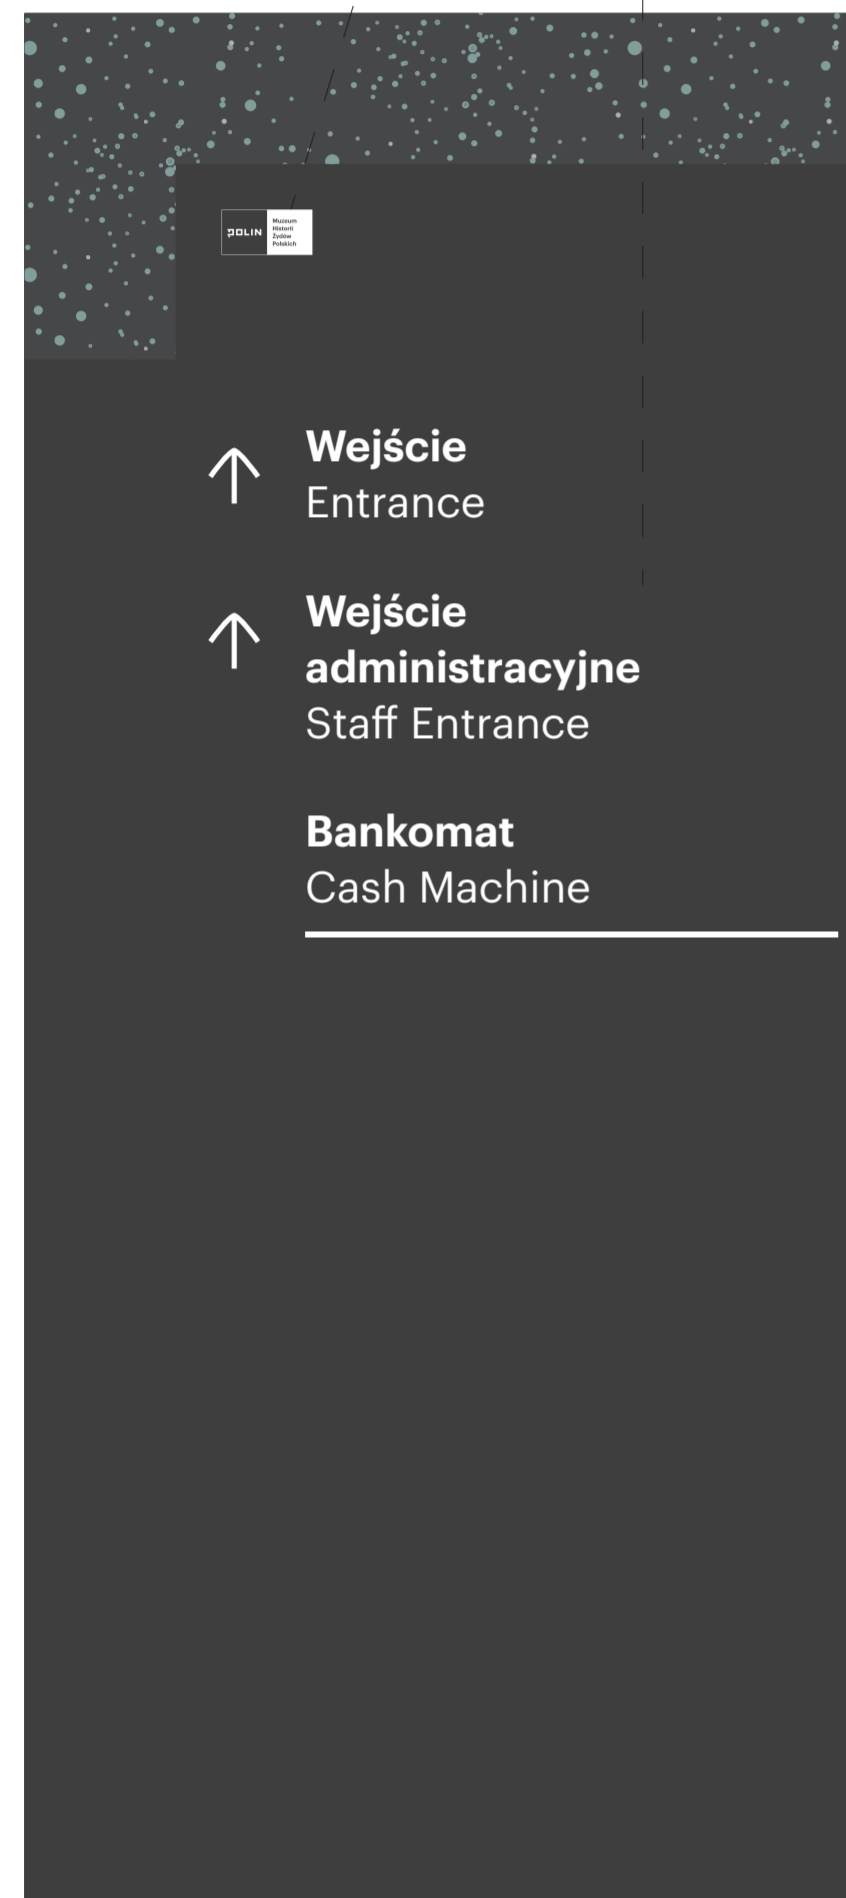 POLIN
Muzeum
Historii
Żydów
Polskich
Wejście
Entrance
Wejście
administracyjne
Staff Entrance
Bankomat
Cash Machine